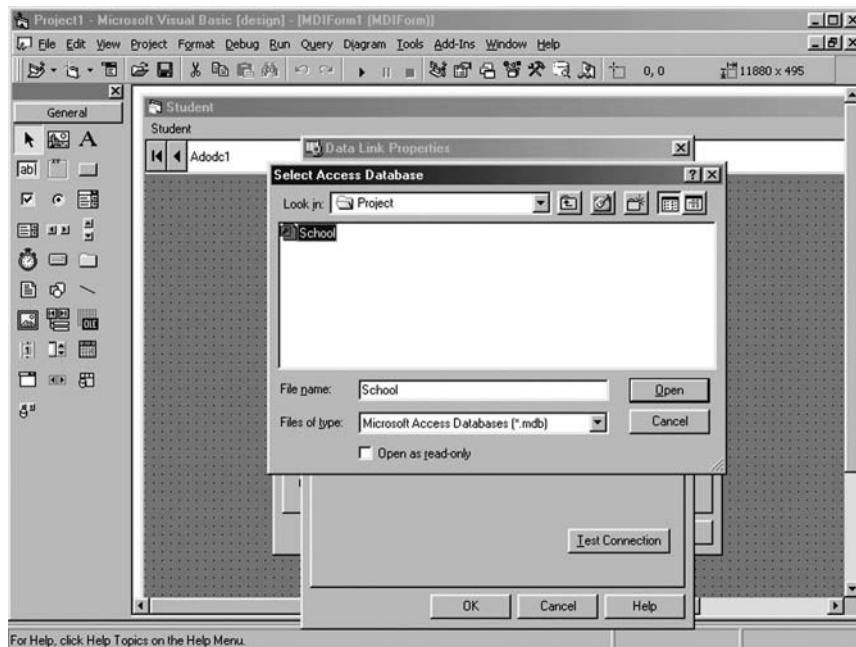 Project1 - Microsoft Visual Basic [design] - [MDIForm1 (MDIForm)]
File Edit View Project Format Debug Run Query Diagram Tools Add-Ins Window Help
0, 0
11880 x 495
General
A
ab|
OLE
Student
Student
Adodc1
Data Link Properties
Select Access Database
Look in: Project
School
File name: School
Open
Files of type: Microsoft Access Databases (*.mdb)
Cancel
Open as read-only
Test Connection
OK Cancel Help
For Help, click Help Topics on the Help Menu.